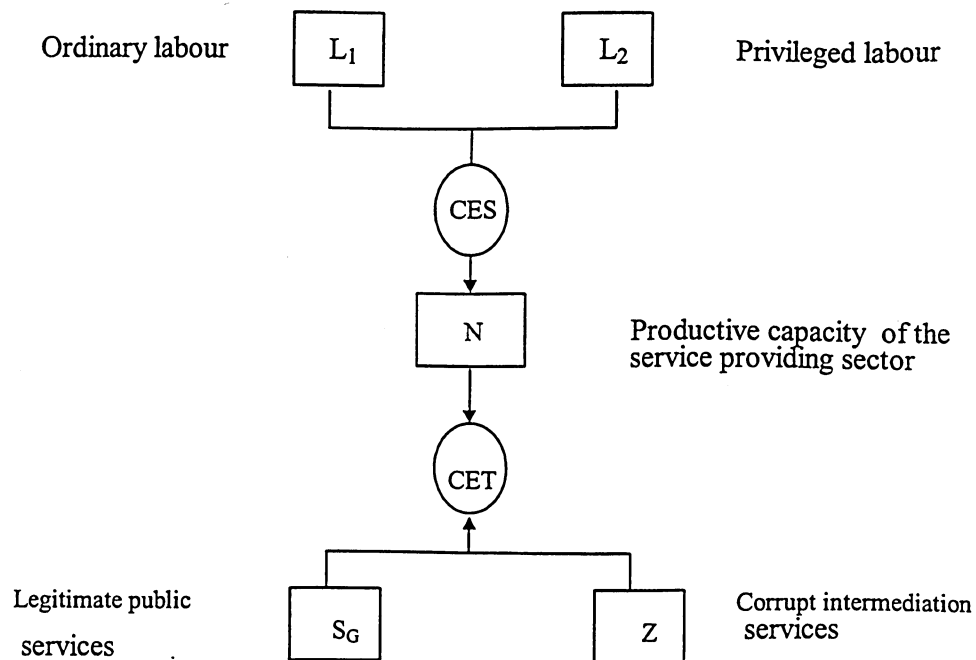 Ordinary labour
L₁
L₂
Privileged labour
CES
N
Productive capacity of the
service providing sector
CET
Legitimate public
services
S_G
Z
Corrupt intermediation
services